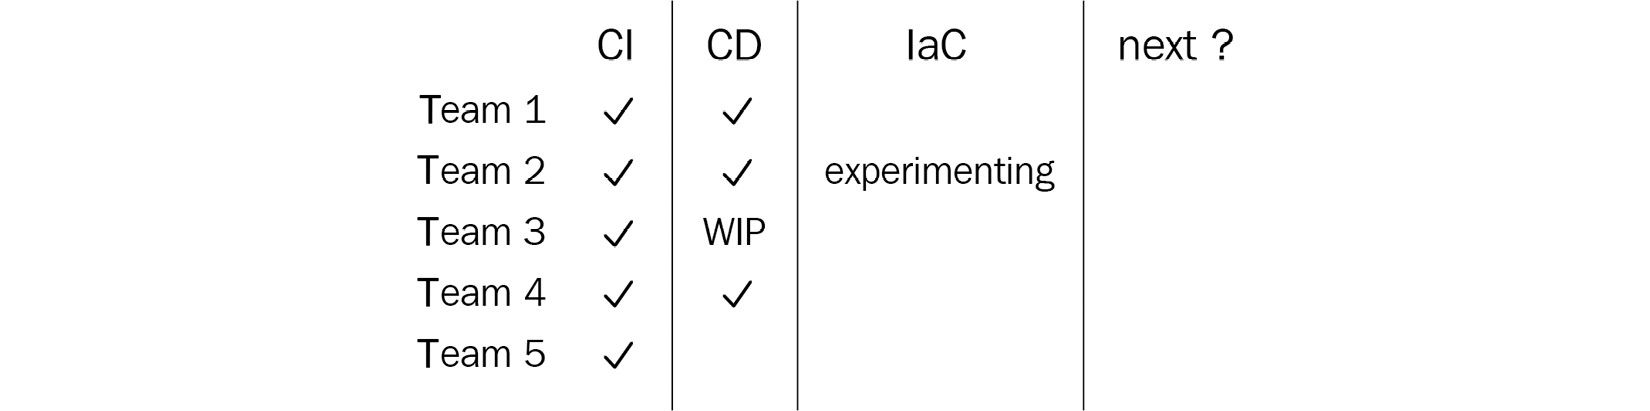 CI CD IaC next ?
Team 1 ✓ ✓
Team 2 ✓ ✓ experimenting
Team 3 ✓ WIP
Team 4 ✓ ✓
Team 5 ✓